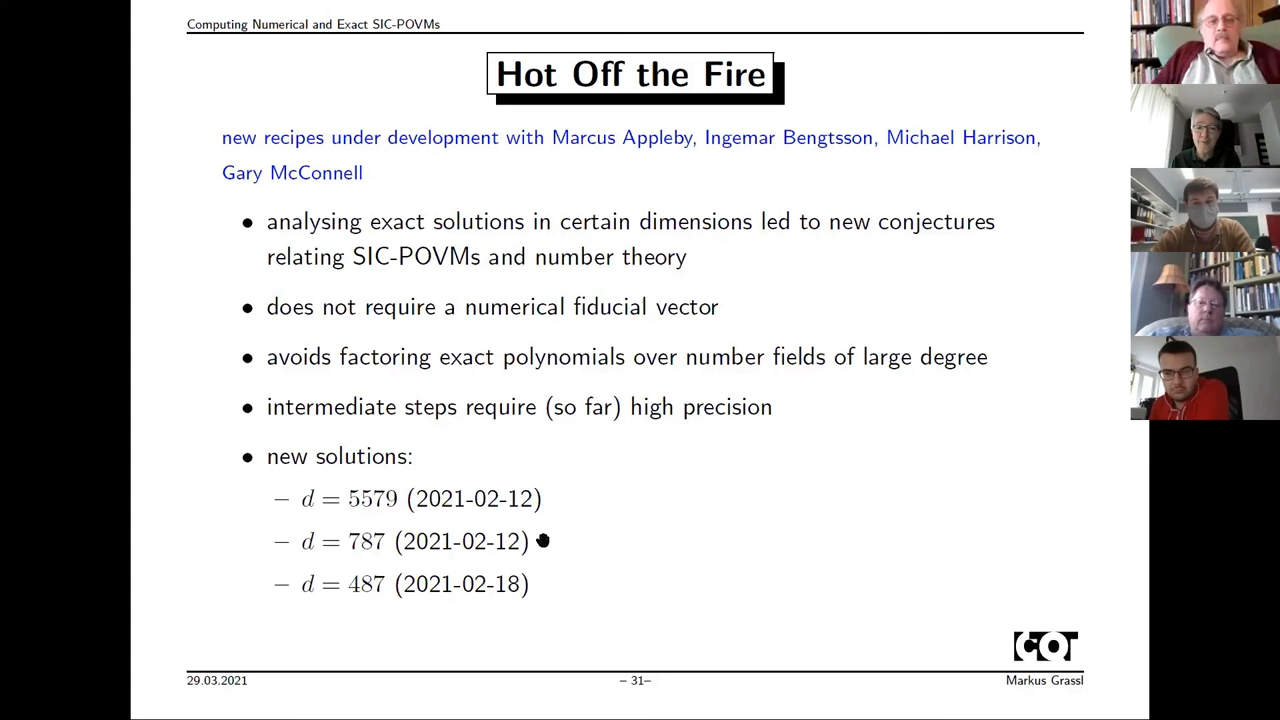 Computing Numerical and Exact SIC-POVMs
Hot Off the Fire
new recipes under development with Marcus Appleby, Ingemar Bengtsson, Michael Harrison,
Gary McConnell
• analysing exact solutions in certain dimensions led to new conjectures
relating SIC-POVMs and number theory
• does not require a numerical fiducial vector
• avoids factoring exact polynomials over number fields of large degree
• intermediate steps require (so far) high precision
• new solutions:
– d = 5579 (2021-02-12)
– d = 787 (2021-02-12)
– d = 487 (2021-02-18)
CQT
29.03.2021
– 31–
Markus Grassl